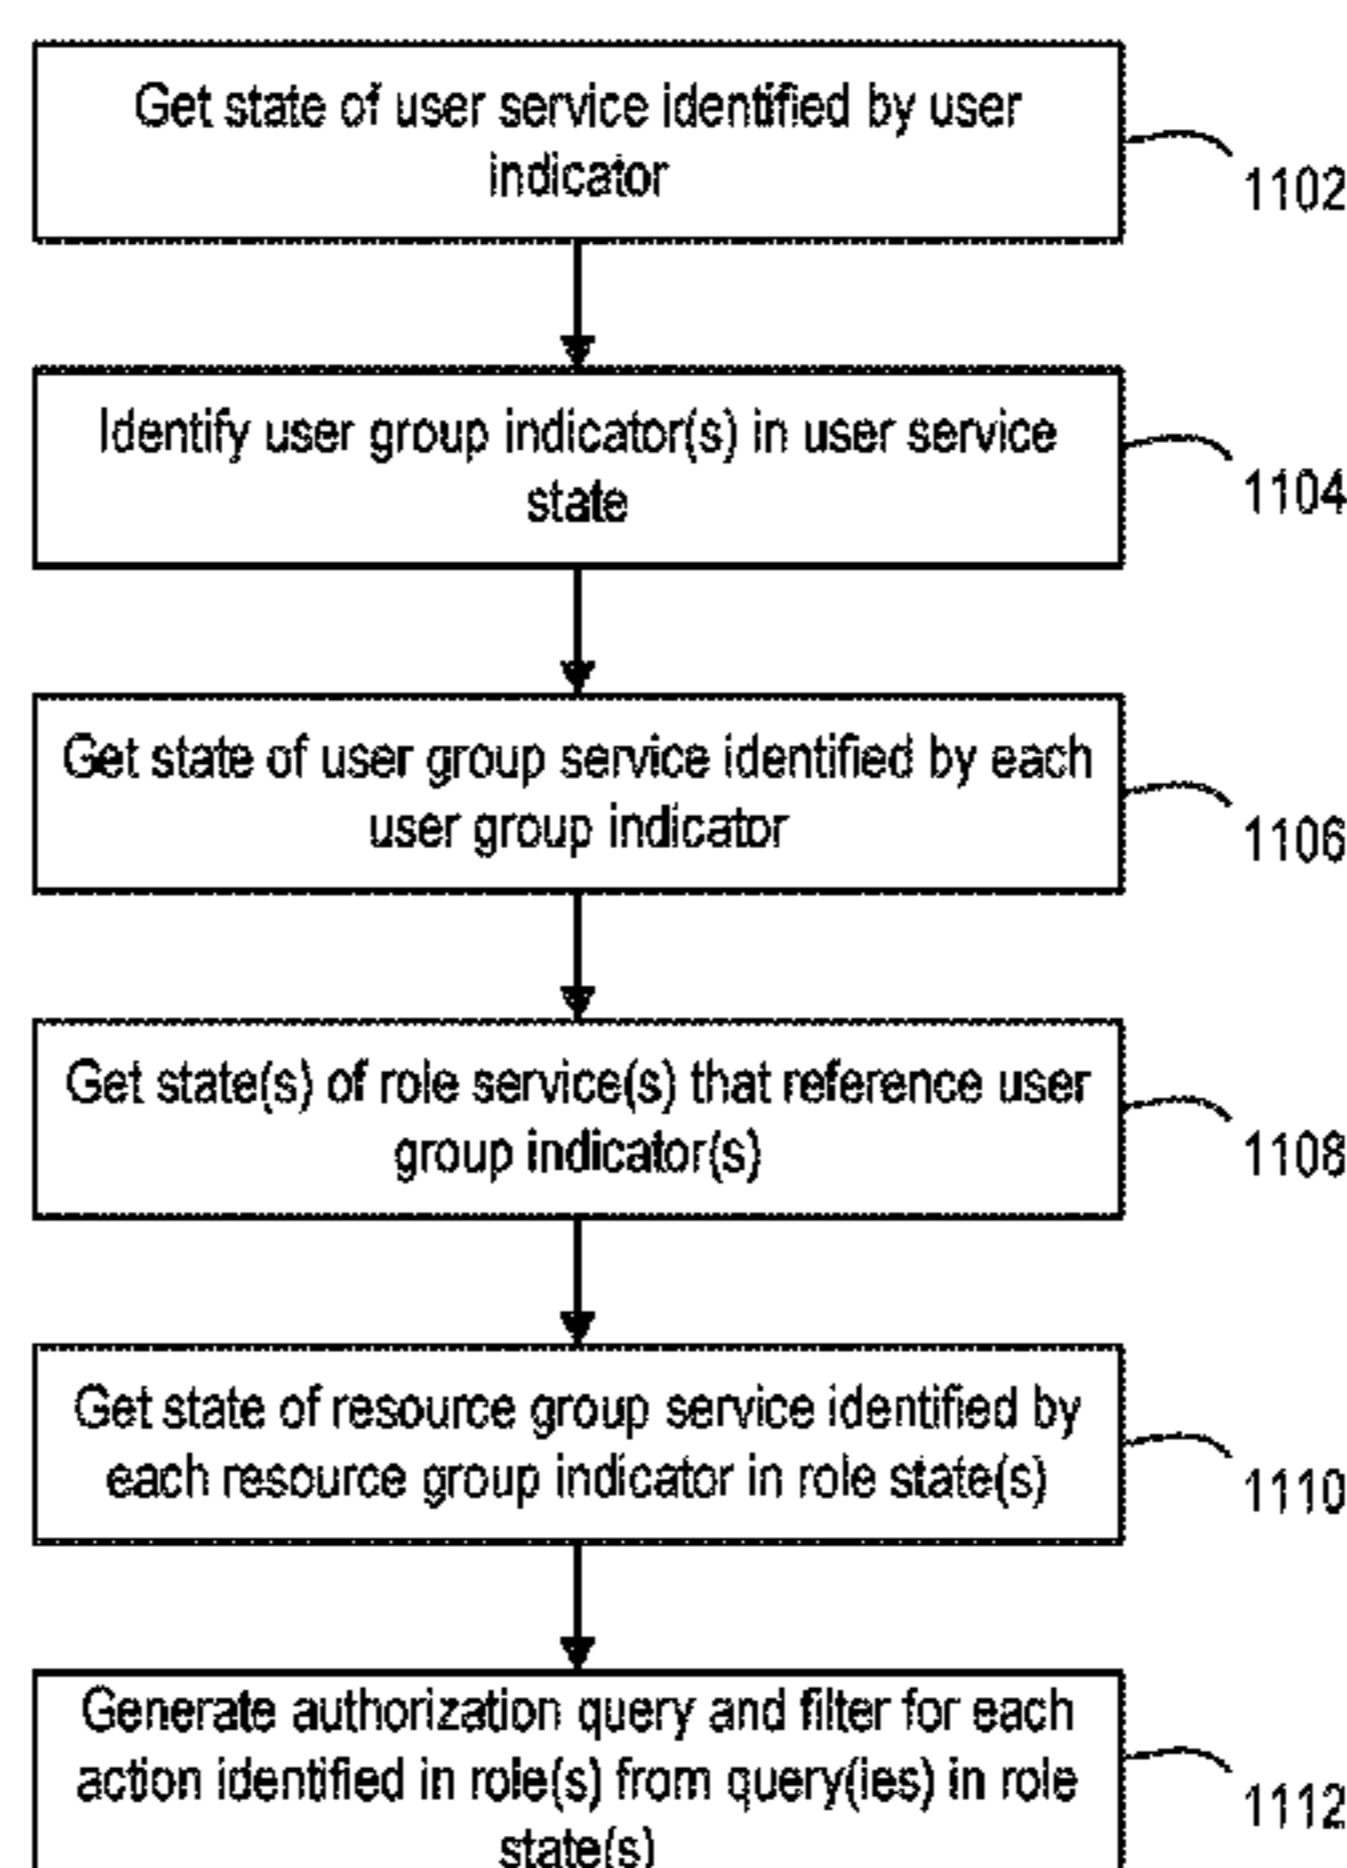 Get state of user service identified by user
indicator
1102
Identify user group indicator(s) in user service
state
1104
Get state of user group service identified by each
user group indicator
1106
Get state(s) of role service(s) that reference user
group indicator(s)
1108
Get state of resource group service identified by
each resource group indicator in role state(s)
1110
Generate authorization query and filter for each
action identified in role(s) from query(ies) in role
state(s)
1112